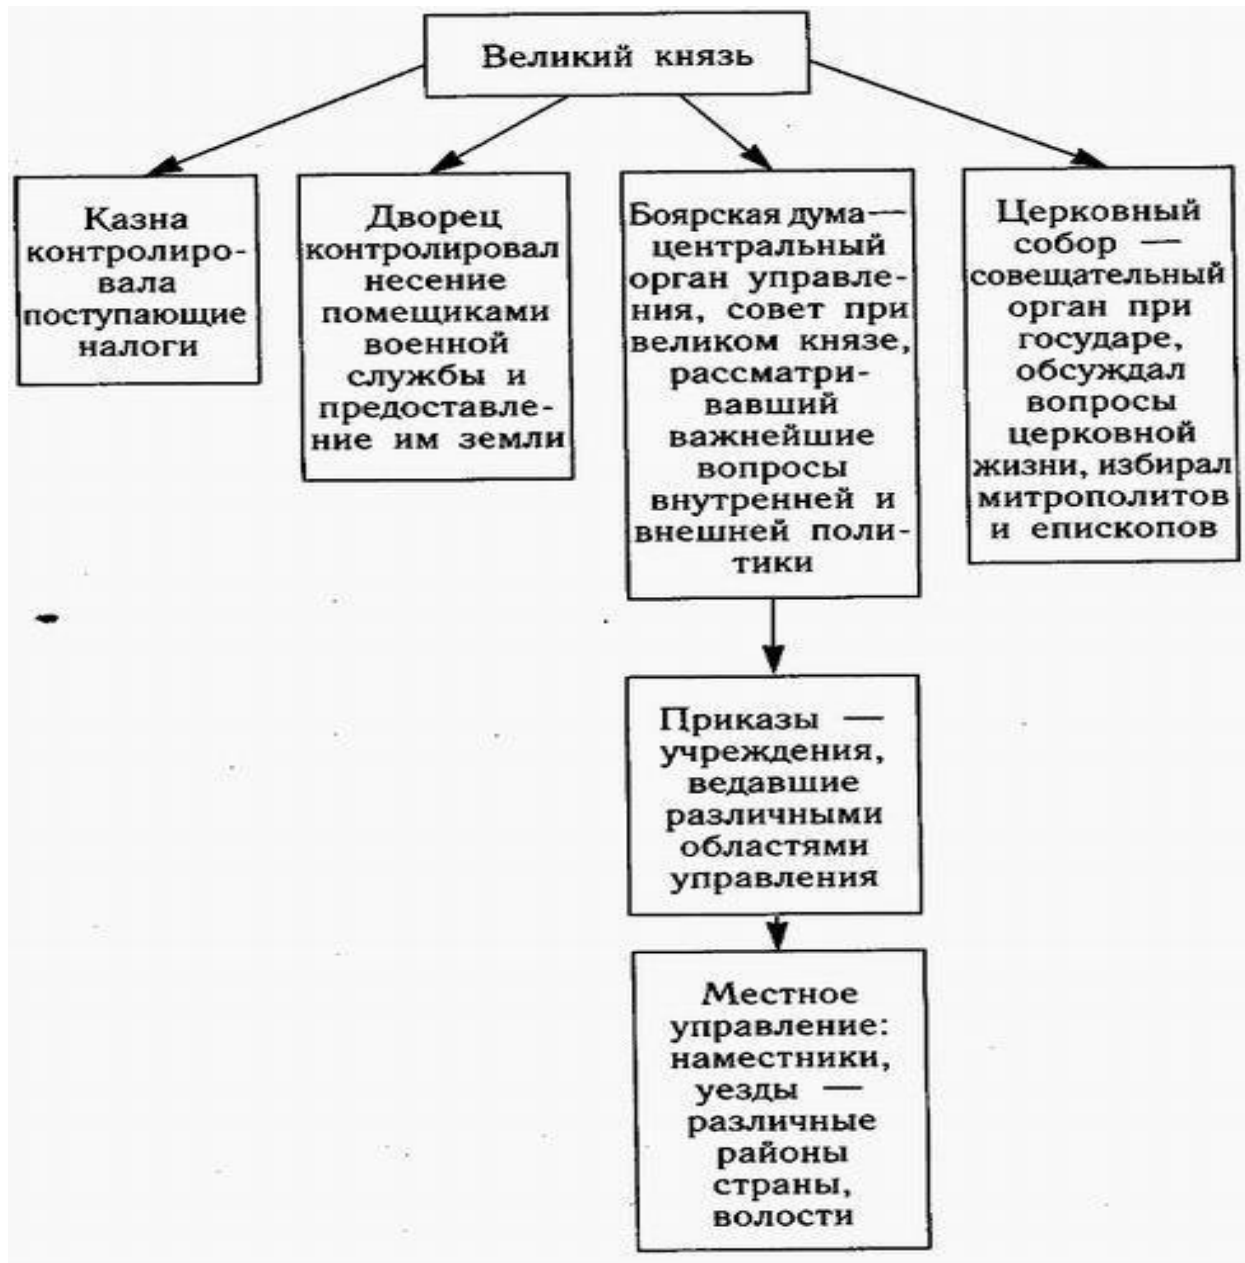 Великий князь
Казна
контролиро-
вала
поступающие
налоги
Дворец
контролировал
несение
помещиками
военной
службы и
предоставле-
ние им земли
Боярская дума —
центральный
орган управле-
ния, совет при
великом князе,
рассматри-
вавший
важнейшие
вопросы
внутренней и
внешней поли-
тики
Церковный
собор —
совещательный
орган при
государе,
обсуждал
вопросы
церковной
жизни, избирал
митрополитов
и епископов
Приказы —
учреждения,
ведавшие
различными
областями
управления
Местное
управление:
наместники,
уезды —
различные
районы
страны,
волости